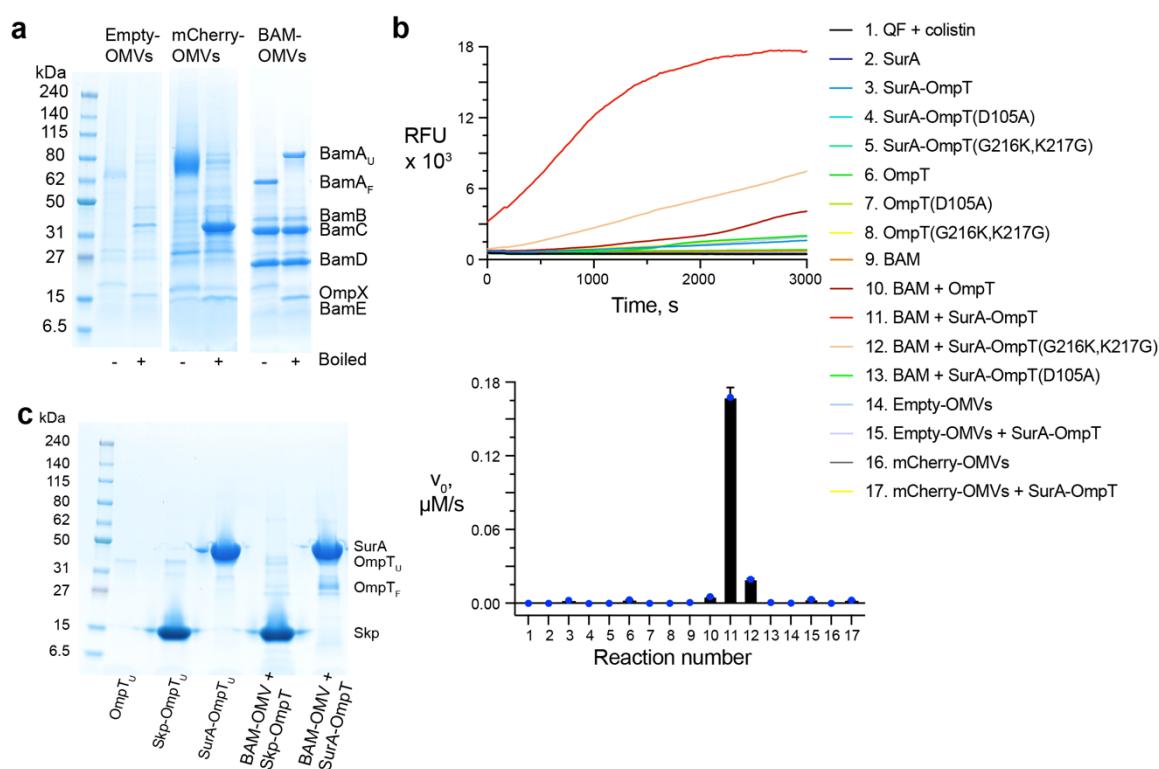 a
Empty-OMVs
mCherry-OMVs
BAM-OMVs
kDa
240
140
115
80
62
50
31
27
15
6.5
BamA_U
BamA_F
BamB
BamC
BamD
OmpX
BamE
- + - + - + Boiled
b
18
12
6
0
RFU
x 10³
0 1000 2000 3000
Time, s
1. QF + colistin
2. SurA
3. SurA-OmpT
4. SurA-OmpT(D105A)
5. SurA-OmpT(G216K,K217G)
6. OmpT
7. OmpT(D105A)
8. OmpT(G216K,K217G)
9. BAM
10. BAM + OmpT
11. BAM + SurA-OmpT
12. BAM + SurA-OmpT(G216K,K217G)
13. BAM + SurA-OmpT(D105A)
14. Empty-OMVs
15. Empty-OMVs + SurA-OmpT
16. mCherry-OMVs
17. mCherry-OMVs + SurA-OmpT
0.18
0.12
0.06
0.00
v₀,
µM/s
1 2 3 4 5 6 7 8 9 10 11 12 13 14 15 16 17
Reaction number
c
kDa
240
140
115
80
62
50
31
27
15
6.5
SurA
OmpT_U
OmpT_F
Skp
OmpT_U
Skp-OmpT_U
SurA-OmpT_U
BAM-OMV +
Skp-OmpT
BAM-OMV +
SurA-OmpT